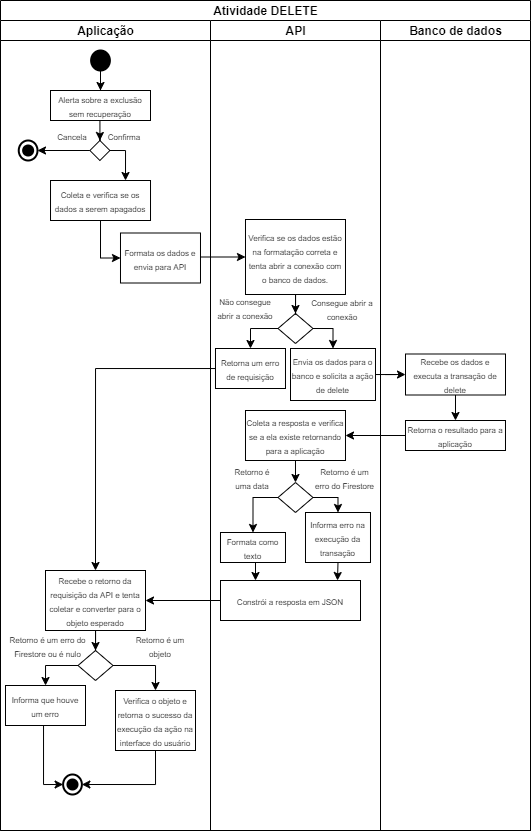 Atividade DELETE
Aplicação
API
Banco de dados
Alerta sobre a exclusão
sem recuperação
Cancela
Confirma
Coleta e verifica se os
dados a serem apagados
Formata os dados e
envia para API
Verifica se os dados estão
na formatação correta e
tenta abrir a conexão com
o banco de dados.
Não consegue
abrir a conexão
Consegue abrir a
conexão
Retorna um erro
de requisição
Envia os dados para o
banco e solicita a ação
de delete
Recebe os dados e
executa a transação de
delete
Retorna o resultado para a
aplicação
Coleta a resposta e verifica
se a ela existe retornando
para a aplicação
Retorno é
uma data
Retorno é um
erro do Firestore
Formata como
texto
Informa erro na
execução da
transação
Constrói a resposta em JSON
Recebe o retorno da
requisição da API e tenta
coletar e converter para o
objeto esperado
Retorno é um erro do
Firestore ou é nulo
Retorno é um
objeto
Informa que houve
um erro
Verifica o objeto e
retorna o sucesso da
execução da ação na
interface do usuário